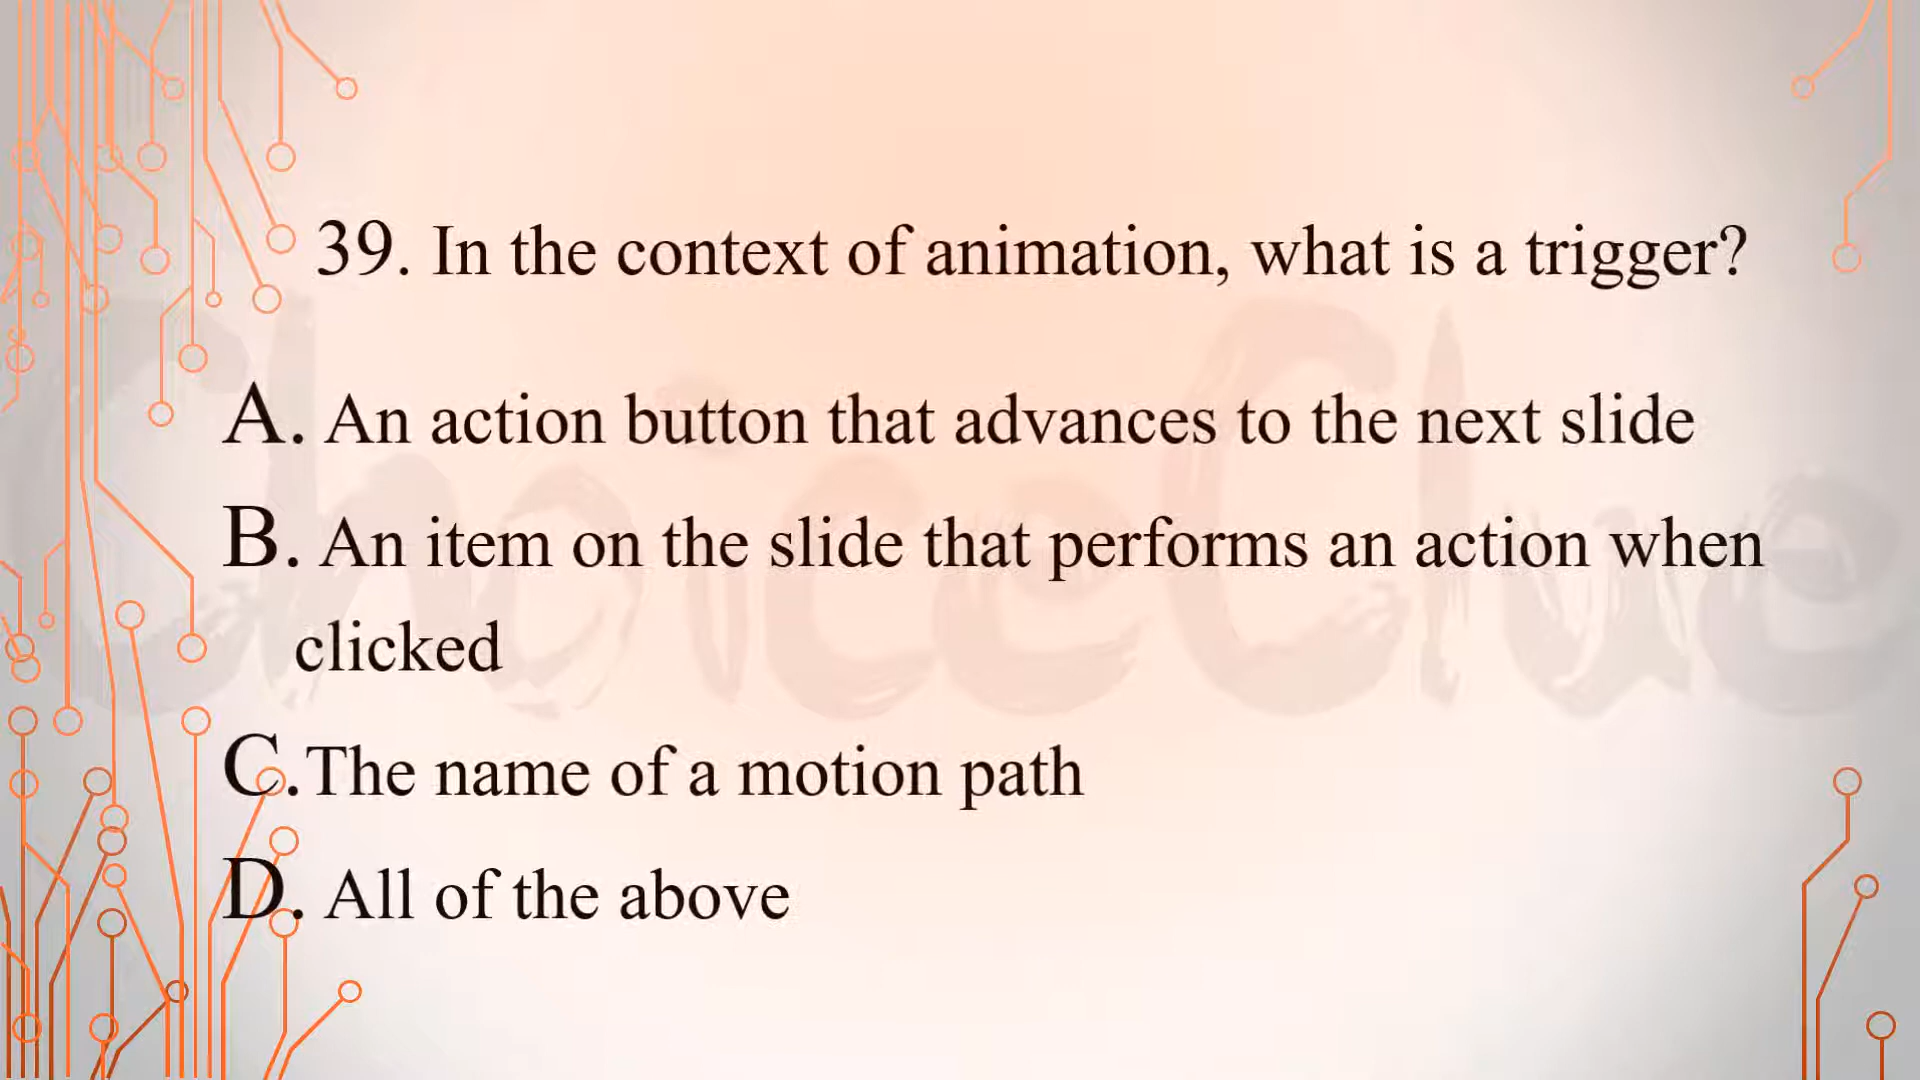 39. In the context of animation, what is a trigger?
A. An action button that advances to the next slide
B. An item on the slide that performs an action when
clicked
C.The name of a motion path
D. All of the above
ChoiceClue